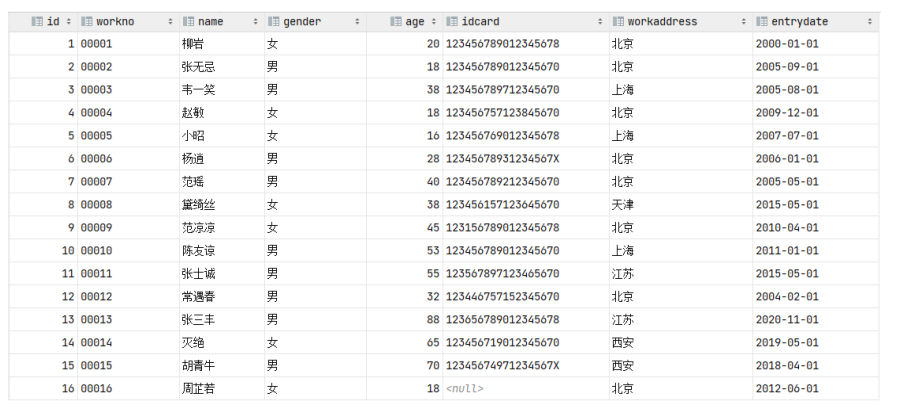 id workno name gender age idcard workaddress entrydate
1 00001 柳岩 女 20 123456789012345678 北京 2000-01-01
2 00002 张无忌 男 18 123456789012345670 北京 2005-09-01
3 00003 韦一笑 男 38 123456789712345670 上海 2005-08-01
4 00004 赵敏 女 18 123456757123845670 北京 2009-12-01
5 00005 小昭 女 16 123456769012345678 上海 2007-07-01
6 00006 杨逍 男 28 12345678931234567X 北京 2006-01-01
7 00007 范瑶 男 40 123456789212345670 北京 2005-05-01
8 00008 黛绮丝 女 38 123456157123645670 天津 2015-05-01
9 00009 范凉凉 女 45 123156789012345678 北京 2010-04-01
10 00010 陈友谅 男 53 123456789012345670 上海 2011-01-01
11 00011 张士诚 男 55 123567897123465670 江苏 2015-05-01
12 00012 常遇春 男 32 123446757152345670 北京 2004-02-01
13 00013 张三丰 男 88 123656789012345678 江苏 2020-11-01
14 00014 灭绝 女 65 123456719012345670 西安 2019-05-01
15 00015 胡青牛 男 70 12345674971234567X 西安 2018-04-01
16 00016 周芷若 女 18 <null> 北京 2012-06-01